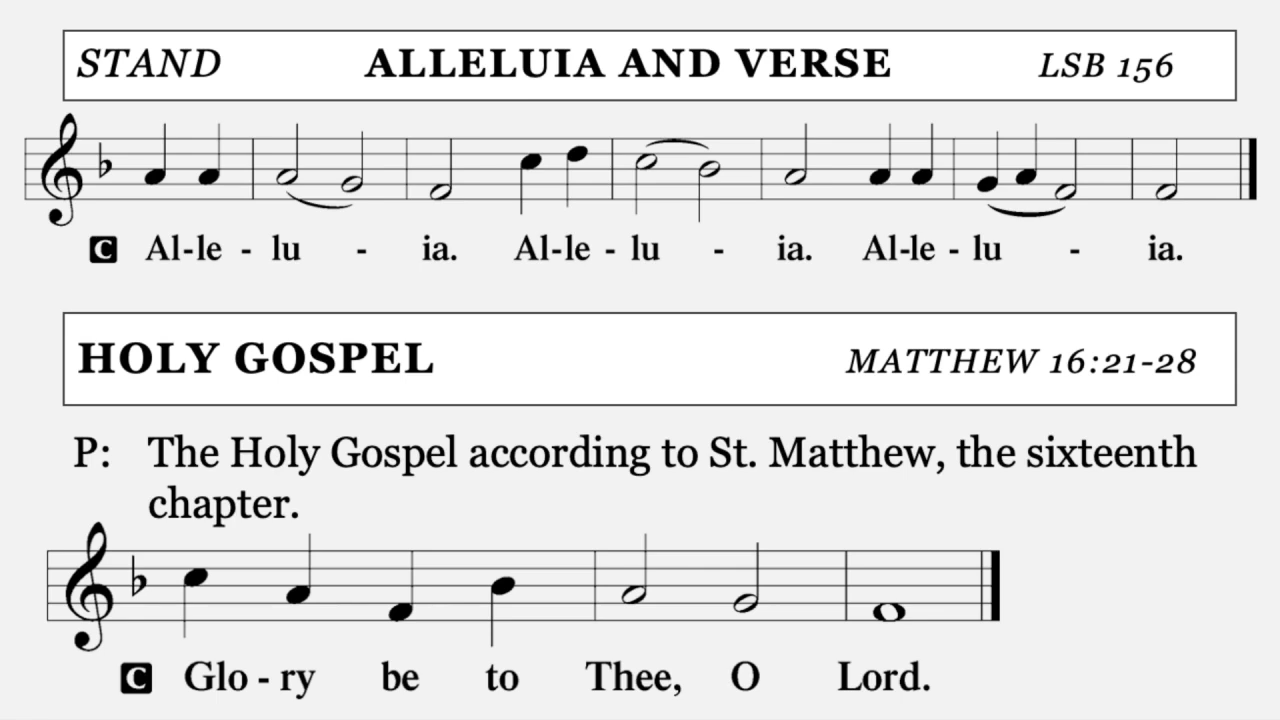 STAND ALLELUIA AND VERSE LSB 156
C Al-le - lu - ia. Al-le - lu - ia. Al-le - lu - ia.
HOLY GOSPEL MATTHEW 16:21-28
P: The Holy Gospel according to St. Matthew, the sixteenth
chapter.
C Glo - ry be to Thee, O Lord.